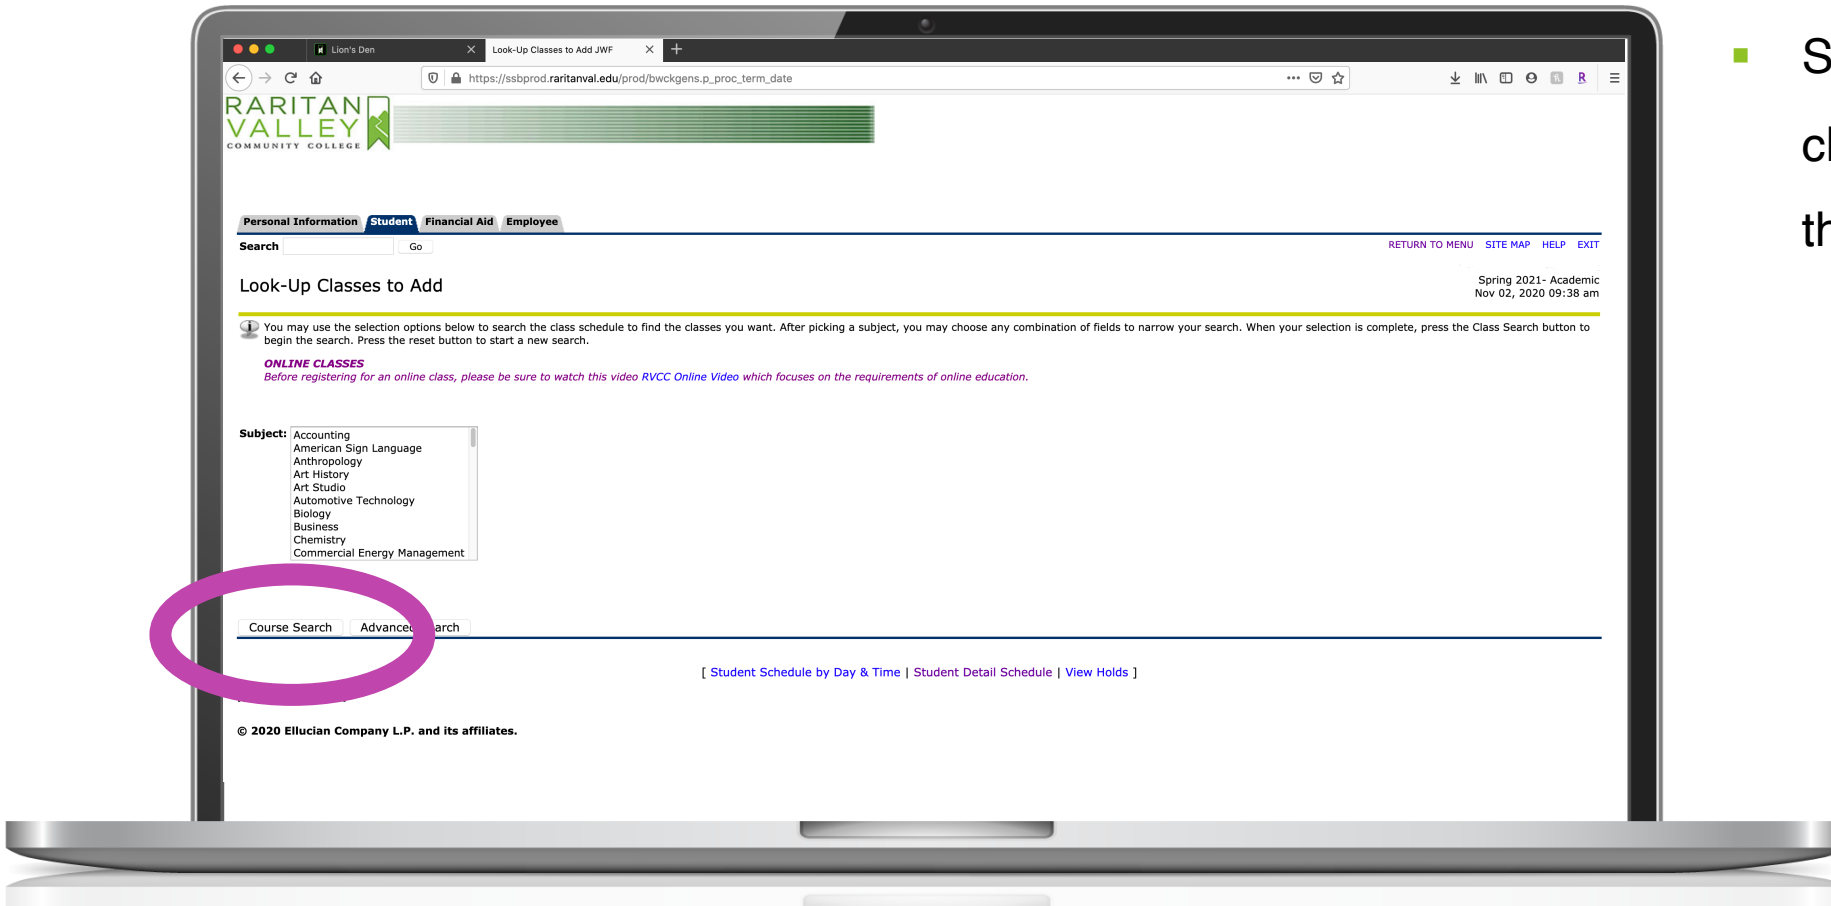 Lion's Den
Look-Up Classes to Add JWF
https://ssbprod.raritanval.edu/prod/bwckgens.p_proc_term_date
RARITAN
VALLEY
COMMUNITY COLLEGE
Personal Information Student Financial Aid Employee
Search Go
RETURN TO MENU SITE MAP HELP EXIT
Look-Up Classes to Add
Spring 2021- Academic
Nov 02, 2020 09:38 am
You may use the selection options below to search the class schedule to find the classes you want. After picking a subject, you may choose any combination of fields to narrow your search. When your selection is complete, press the Class Search button to
begin the search. Press the reset button to start a new search.
ONLINE CLASSES
Before registering for an online class, please be sure to watch this video RVCC Online Video which focuses on the requirements of online education.
Subject:
Accounting
American Sign Language
Anthropology
Art History
Art Studio
Automotive Technology
Biology
Business
Chemistry
Commercial Energy Management
Course Search Advanced
[ Student Schedule by Day & Time | Student Detail Schedule | View Holds ]
© 2020 Ellucian Company L.P. and its affiliates.